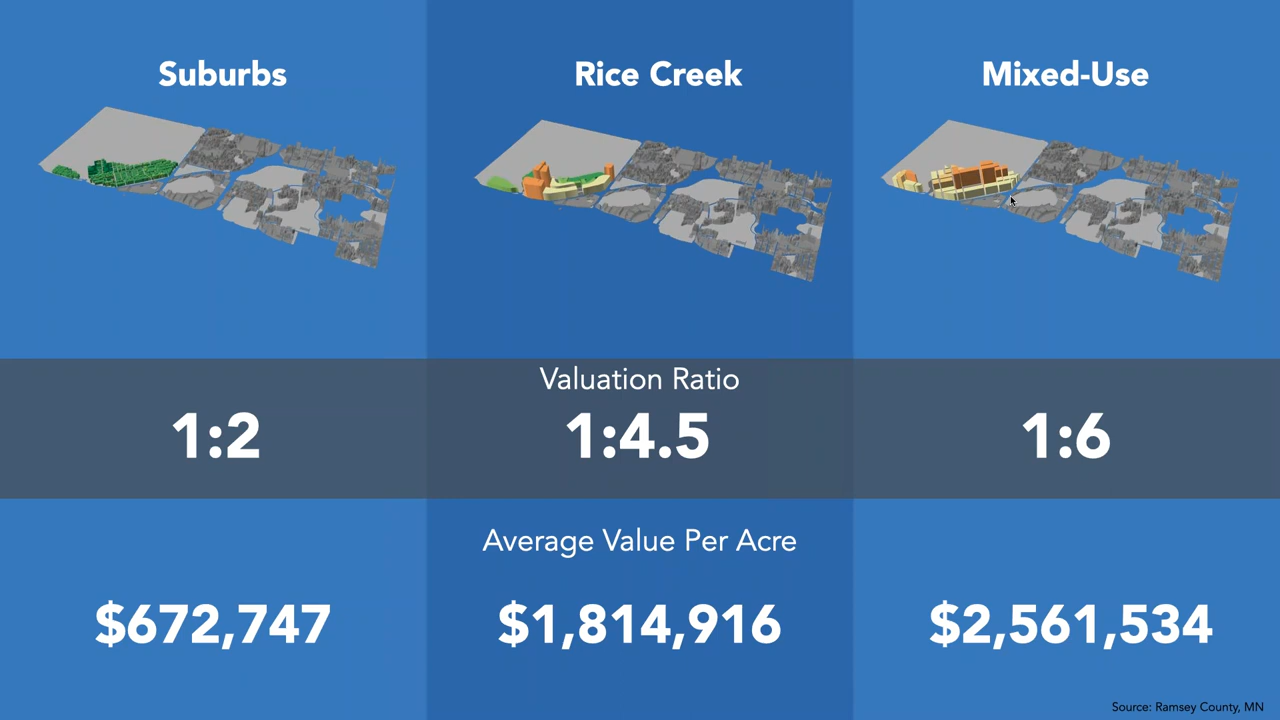 Suburbs
Rice Creek
Mixed-Use
Valuation Ratio
1:2
1:4.5
1:6
Average Value Per Acre
$672,747
$1,814,916
$2,561,534
Source: Ramsey County, MN